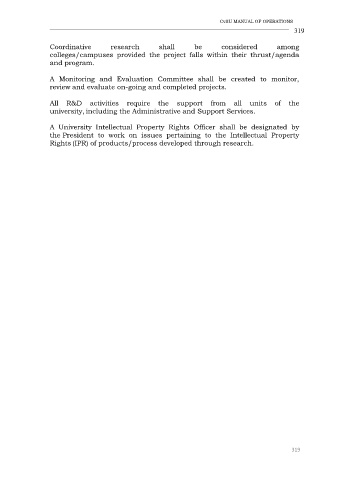 CvSU MANUAL OF OPERATIONS
319
Coordinative research shall be considered among
colleges/campuses provided the project falls within their thrust/agenda
and program.
A Monitoring and Evaluation Committee shall be created to monitor,
review and evaluate on-going and completed projects.
All R&D activities require the support from all units of the
university, including the Administrative and Support Services.
A University Intellectual Property Rights Officer shall be designated by
the President to work on issues pertaining to the Intellectual Property
Rights (IPR) of products/process developed through research.
319